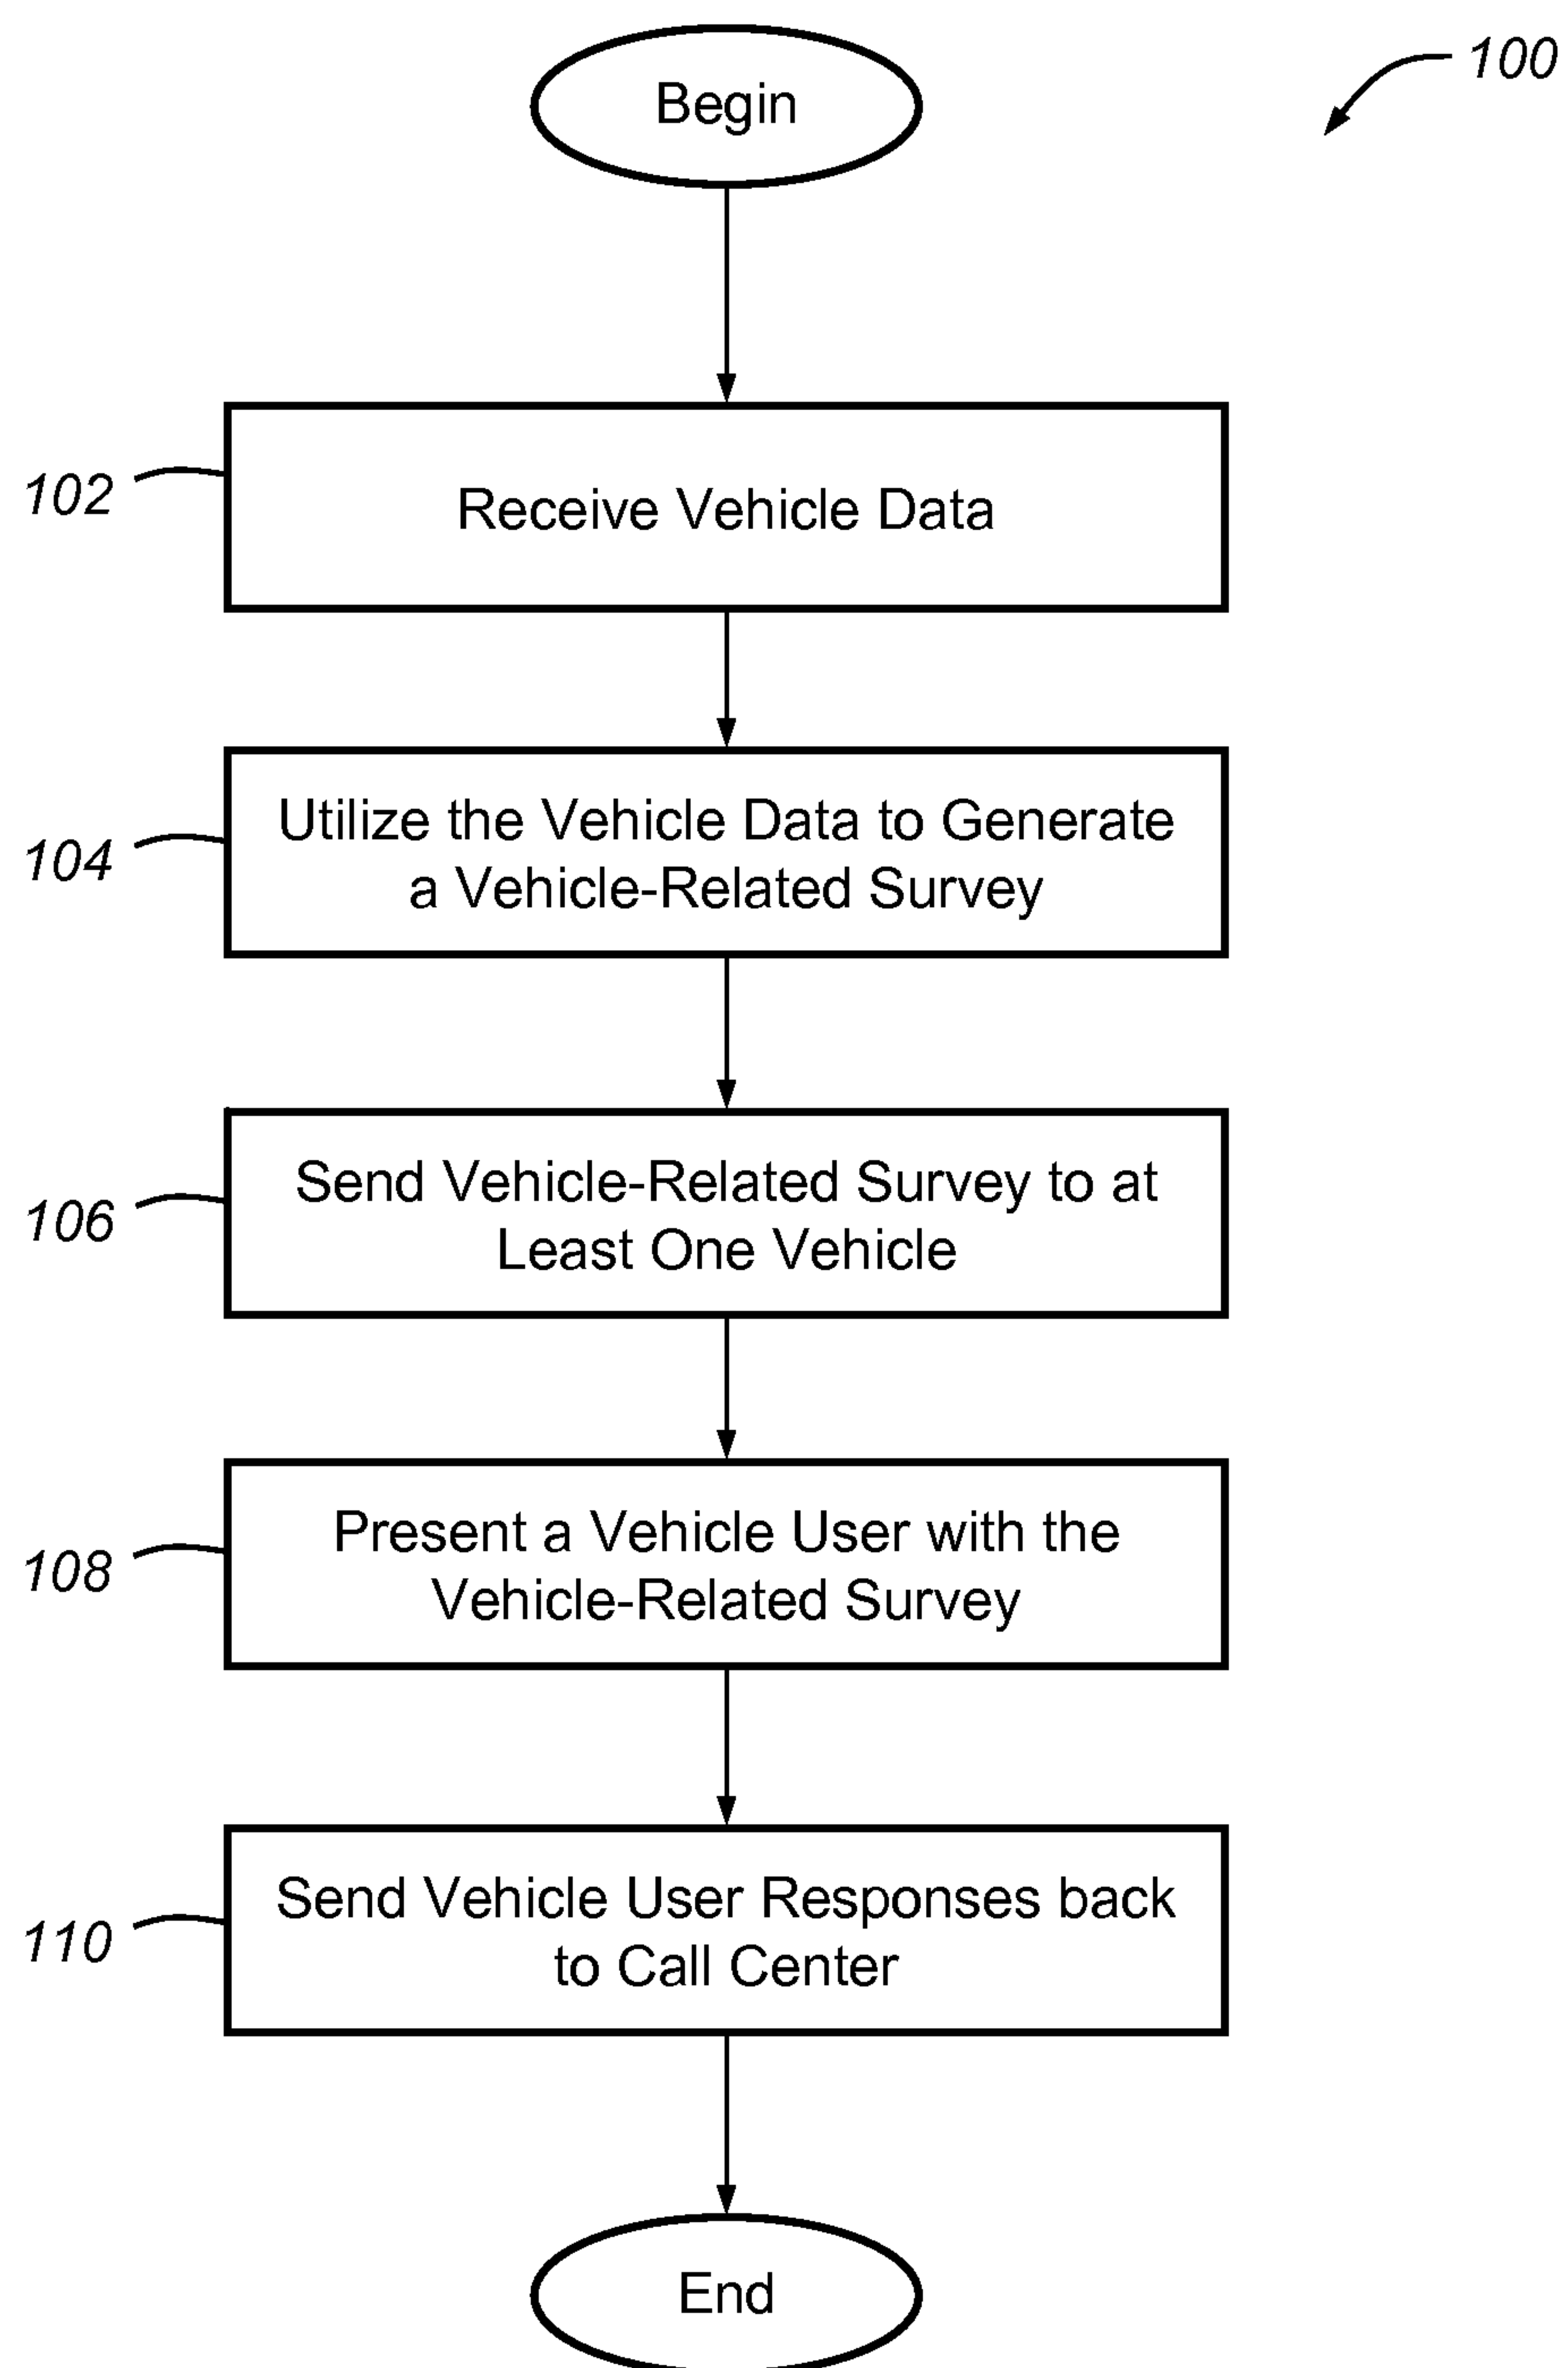 Begin
100
102
Receive Vehicle Data
104
Utilize the Vehicle Data to Generate
a Vehicle-Related Survey
106
Send Vehicle-Related Survey to at
Least One Vehicle
108
Present a Vehicle User with the
Vehicle-Related Survey
110
Send Vehicle User Responses back
to Call Center
End